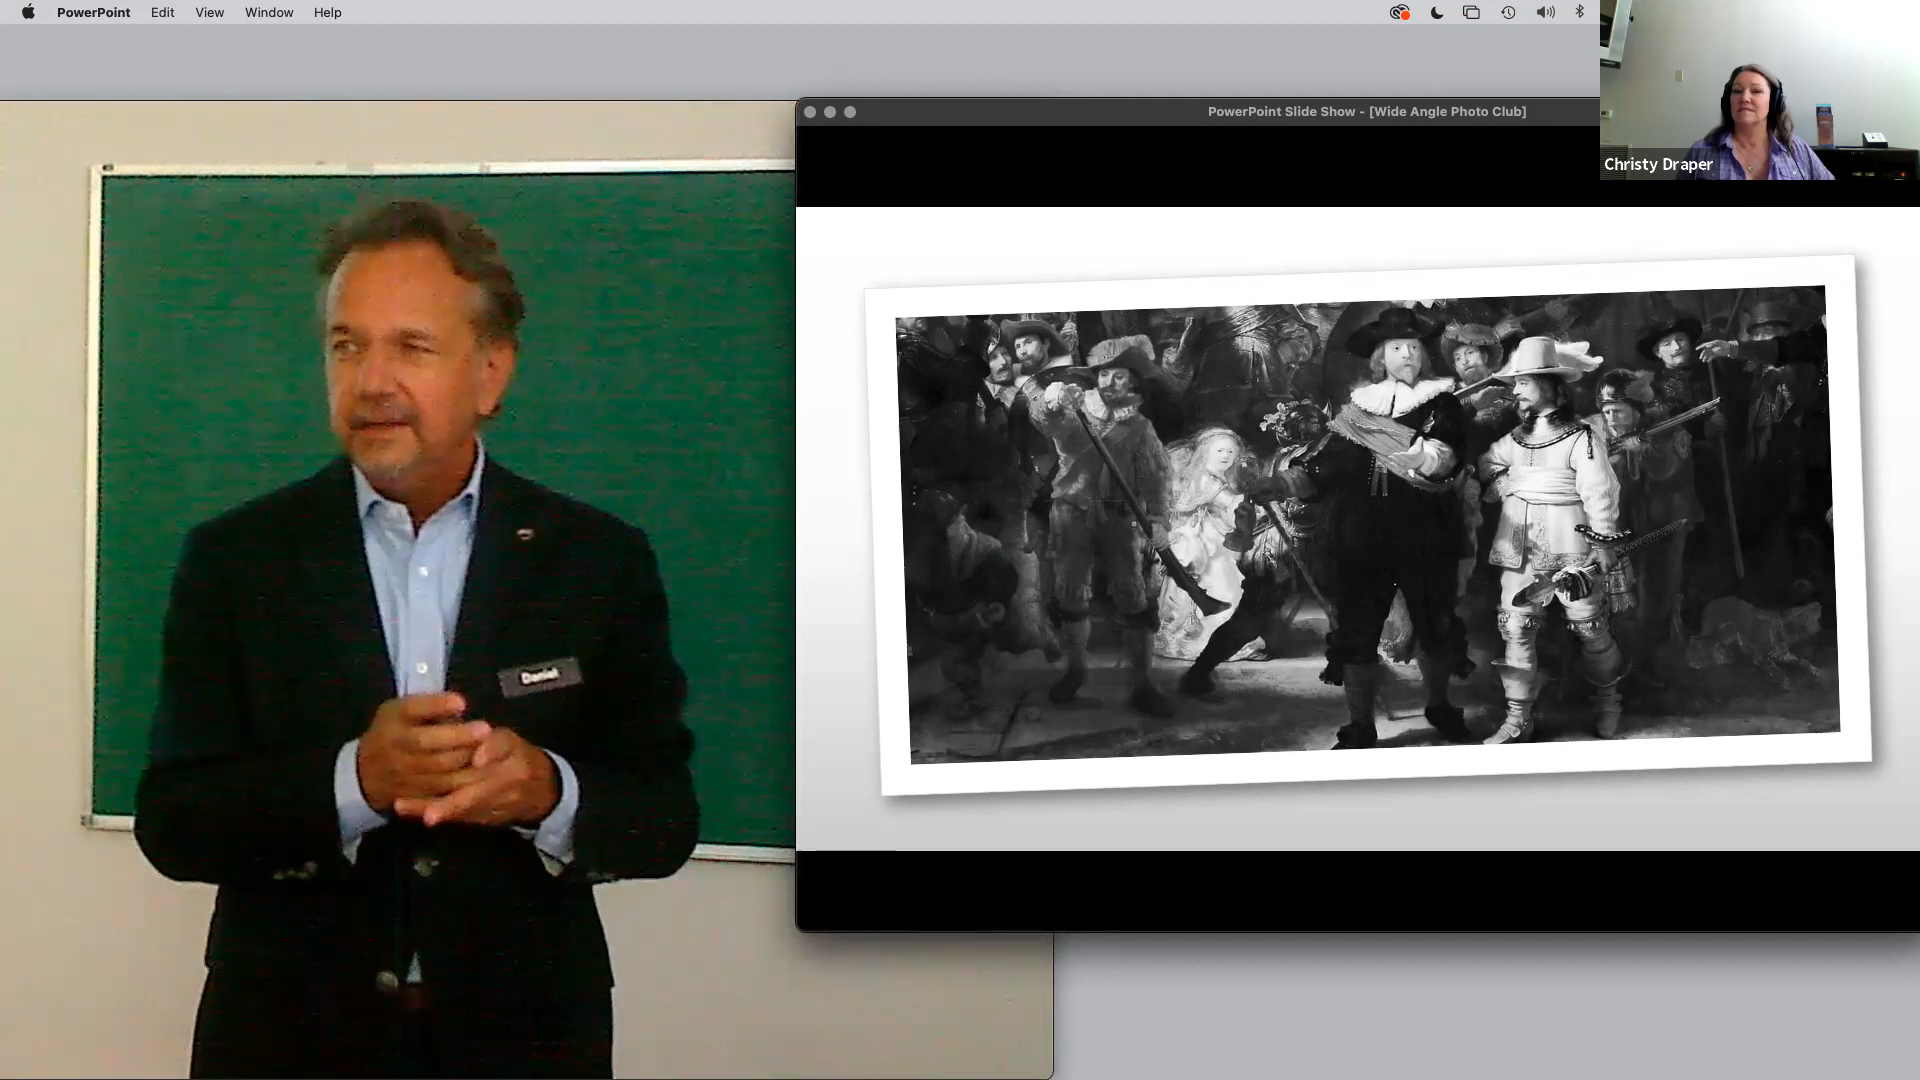 PowerPoint Edit View Window Help
PowerPoint Slide Show - [Wide Angle Photo Club]
Christy Draper
Daniel